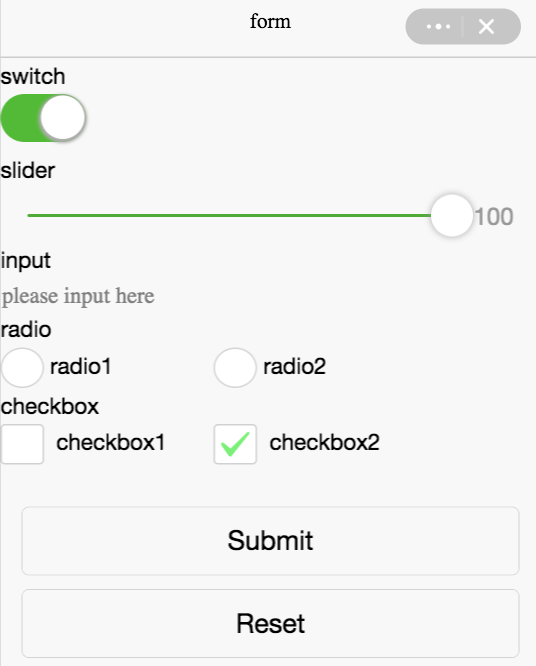 form
switch
slider
100
input
please input here
radio
radio1 radio2
checkbox
checkbox1 checkbox2
Submit
Reset